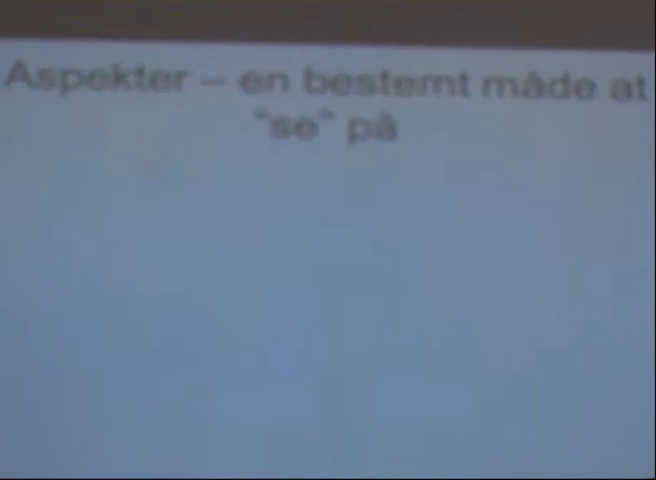 Aspekter – en bestemt måde at
"se" på